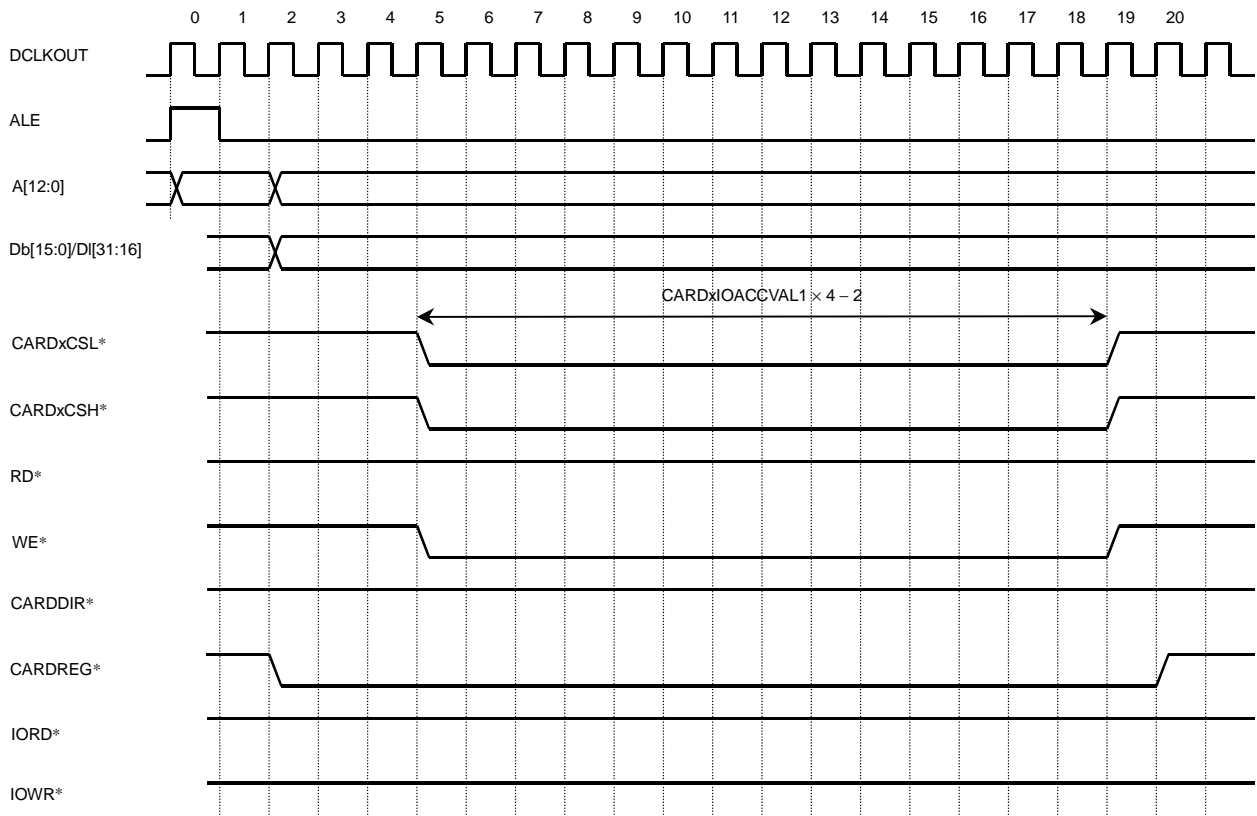 0 1 2 3 4 5 6 7 8 9 10 11 12 13 14 15 16 17 18 19 20
DCLKOUT
ALE
A[12:0]
Db[15:0]/Dl[31:16]
CARDxIOACCVAL1 × 4 – 2
CARDxCSL*
CARDxCSH*
RD*
WE*
CARDDIR*
CARDREG*
IORD*
IOWR*